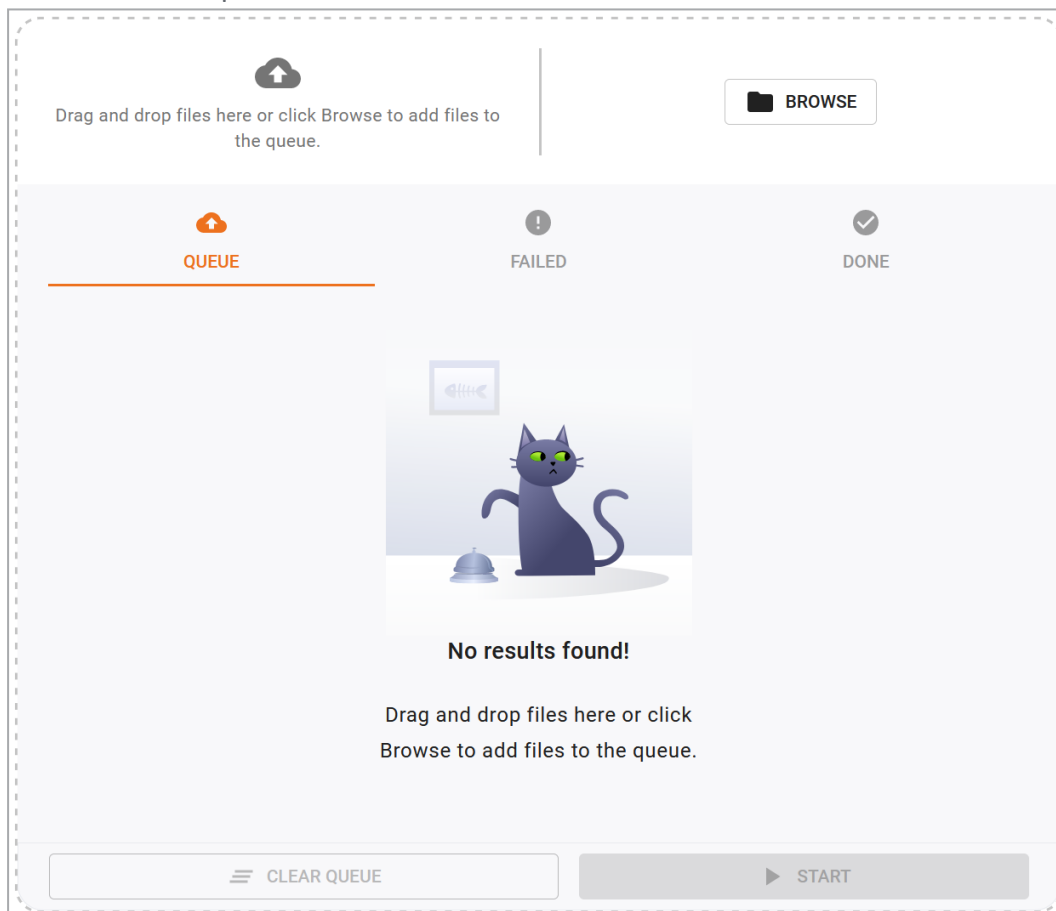 Drag and drop files here or click Browse to add files to
the queue.
BROWSE
QUEUE
FAILED
DONE
No results found!
Drag and drop files here or click
Browse to add files to the queue.
CLEAR QUEUE
START